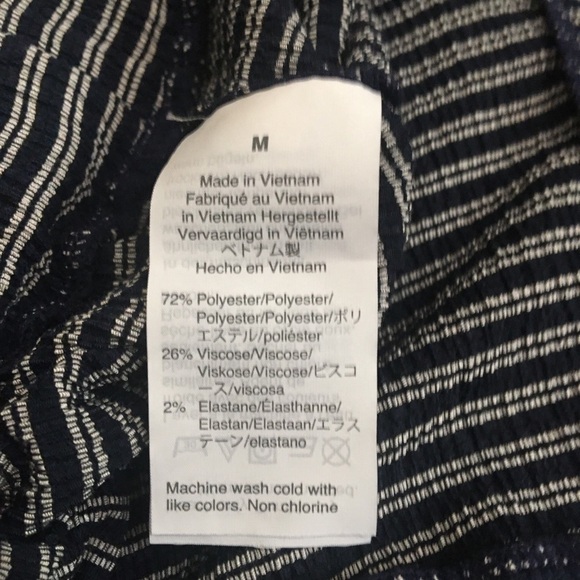 M
Made in Vietnam
Fabriqué au Vietnam
in Vietnam Hergestellt
Vervaardigd in Viêtnam
ベトナム製
Hecho en Vietnam
72% Polyester/Polyester/
Polyester/Polyester/ポリ
エステル/poliéster
26% Viscose/Viscose/
Viskose/Viscose/ビスコ
ース/viscosa
2% Elastane/Élasthanne/
Elastan/Elastaan/エラス
テーン/elastano
Machine wash cold with
like colors. Non chlorine